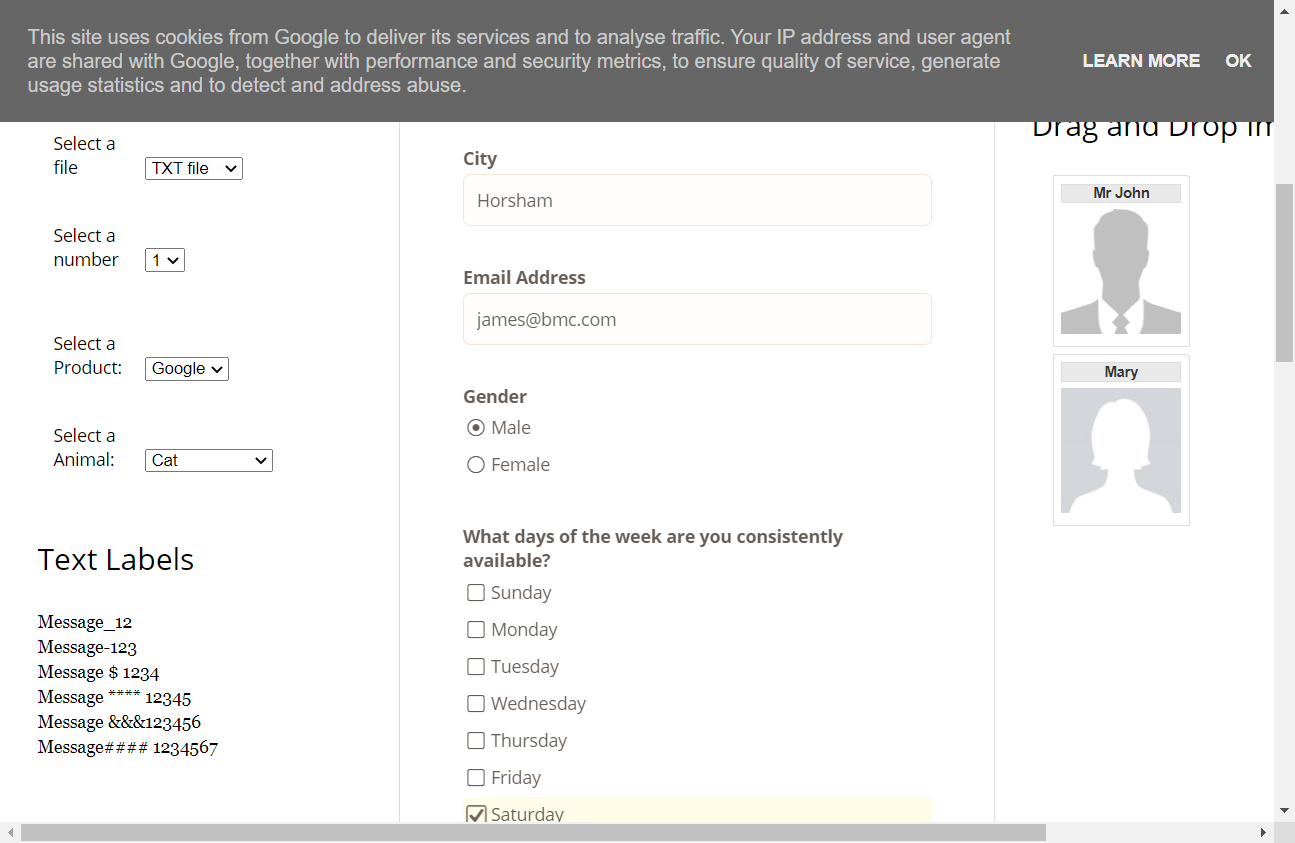 This site uses cookies from Google to deliver its services and to analyse traffic. Your IP address and user agent
are shared with Google, together with performance and security metrics, to ensure quality of service, generate
usage statistics and to detect and address abuse.
LEARN MORE OK
Select a
file
TXT file
Select a
number
1
Select a
Product:
Google
Select a
Animal:
Cat
Text Labels
Message_12
Message-123
Message $ 1234
Message **** 12345
Message &&&123456
Message#### 1234567
City
Horsham
Email Address
james@bmc.com
Gender
Male
Female
What days of the week are you consistently
available?
Sunday
Monday
Tuesday
Wednesday
Thursday
Friday
Saturday
Drag and Drop Im
Mr John
Mary